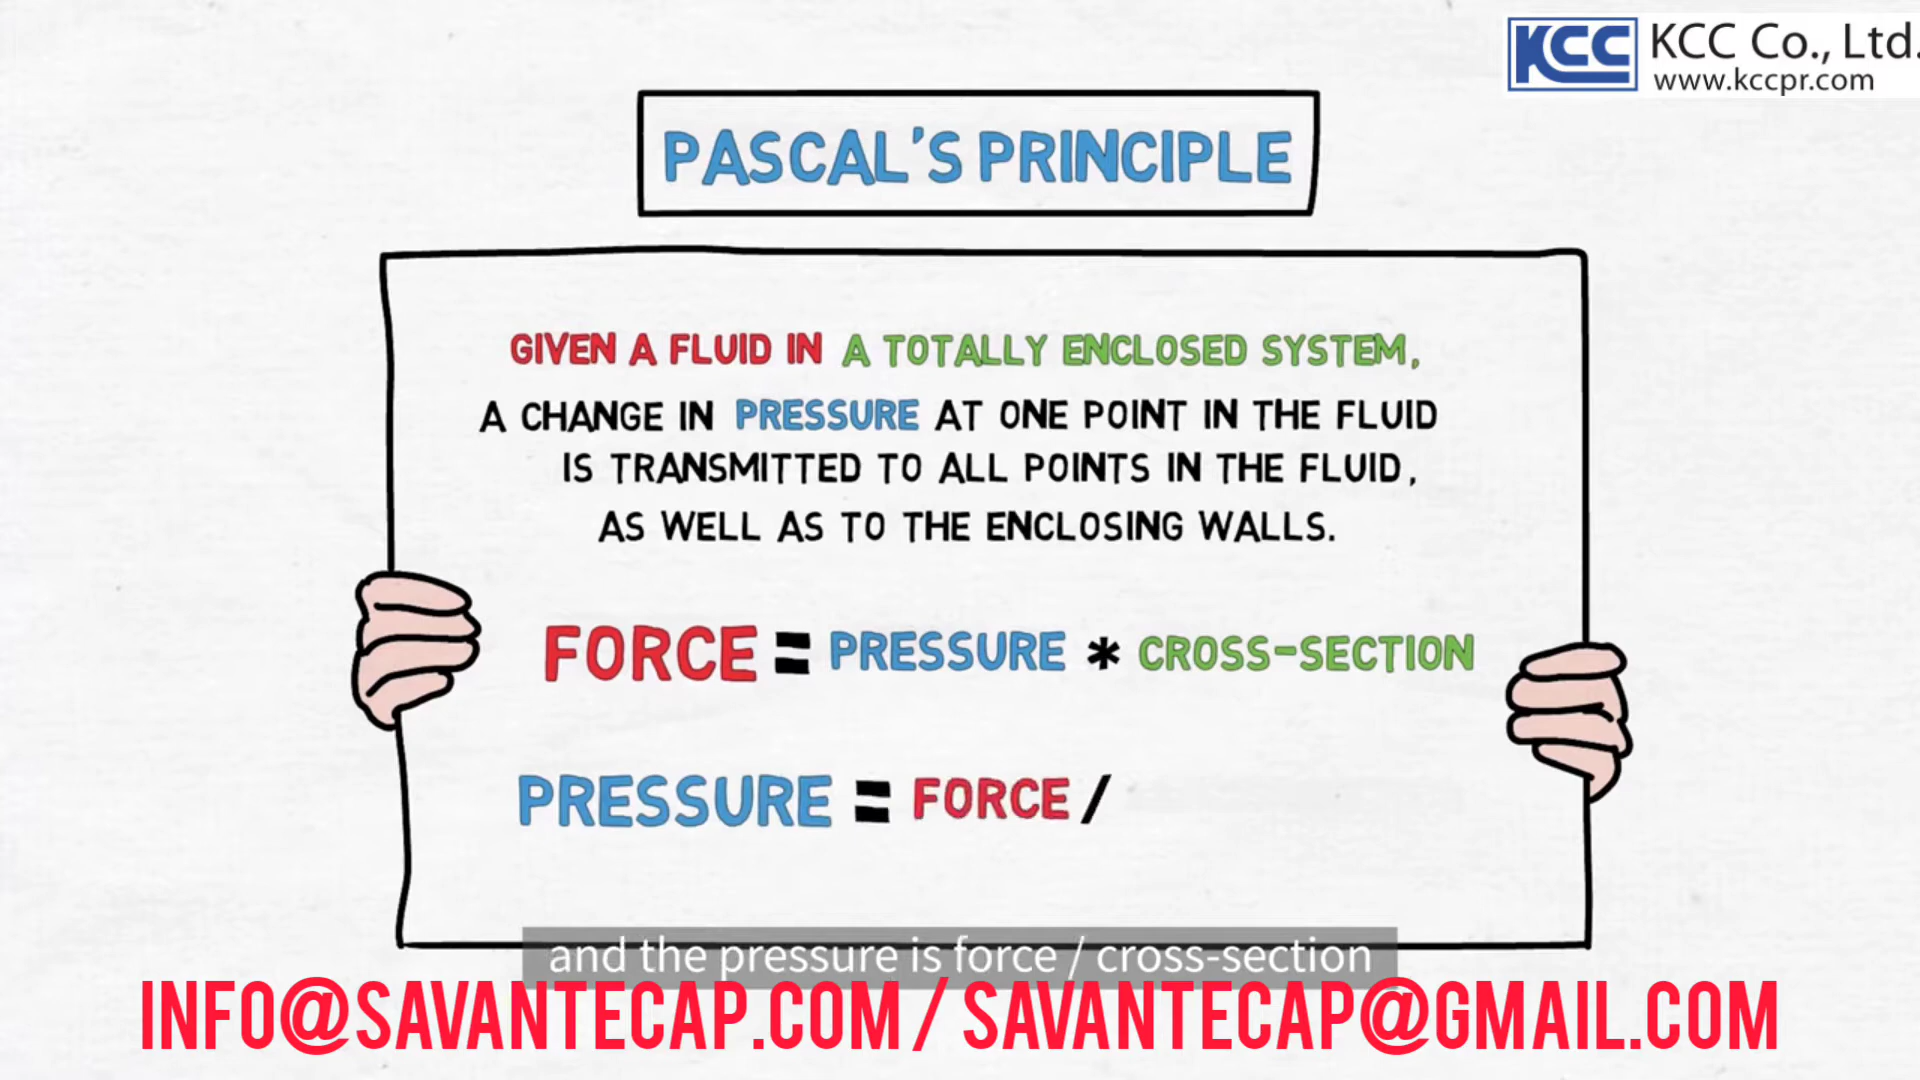 KCC KCC Co., Ltd.
www.kccpr.com
PASCAL'S PRINCIPLE
GIVEN A FLUID IN A TOTALLY ENCLOSED SYSTEM,
A CHANGE IN PRESSURE AT ONE POINT IN THE FLUID
IS TRANSMITTED TO ALL POINTS IN THE FLUID,
AS WELL AS TO THE ENCLOSING WALLS.
FORCE = PRESSURE * CROSS-SECTION
PRESSURE = FORCE /
and the pressure is force / cross-section
INFO@SAVANTECAP.COM / SAVANTECAP@GMAIL.COM